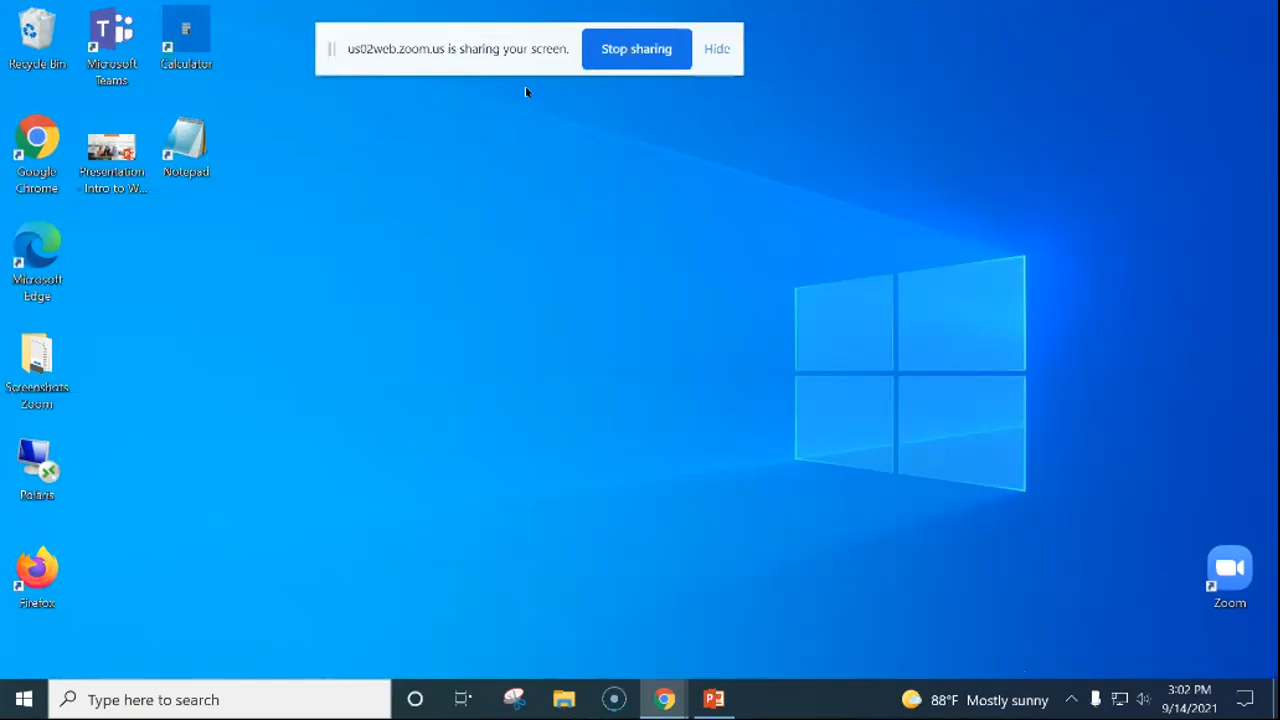 us02web.zoom.us is sharing your screen.
Stop sharing
Hide
Recycle Bin
Microsoft
Teams
Calculator
Google
Chrome
Presentation
- Intro to W...
Notepad
Microsoft
Edge
Screenshots
Zoom
Polaris
Firefox
Zoom
Type here to search
88°F Mostly sunny
3:02 PM
9/14/2021